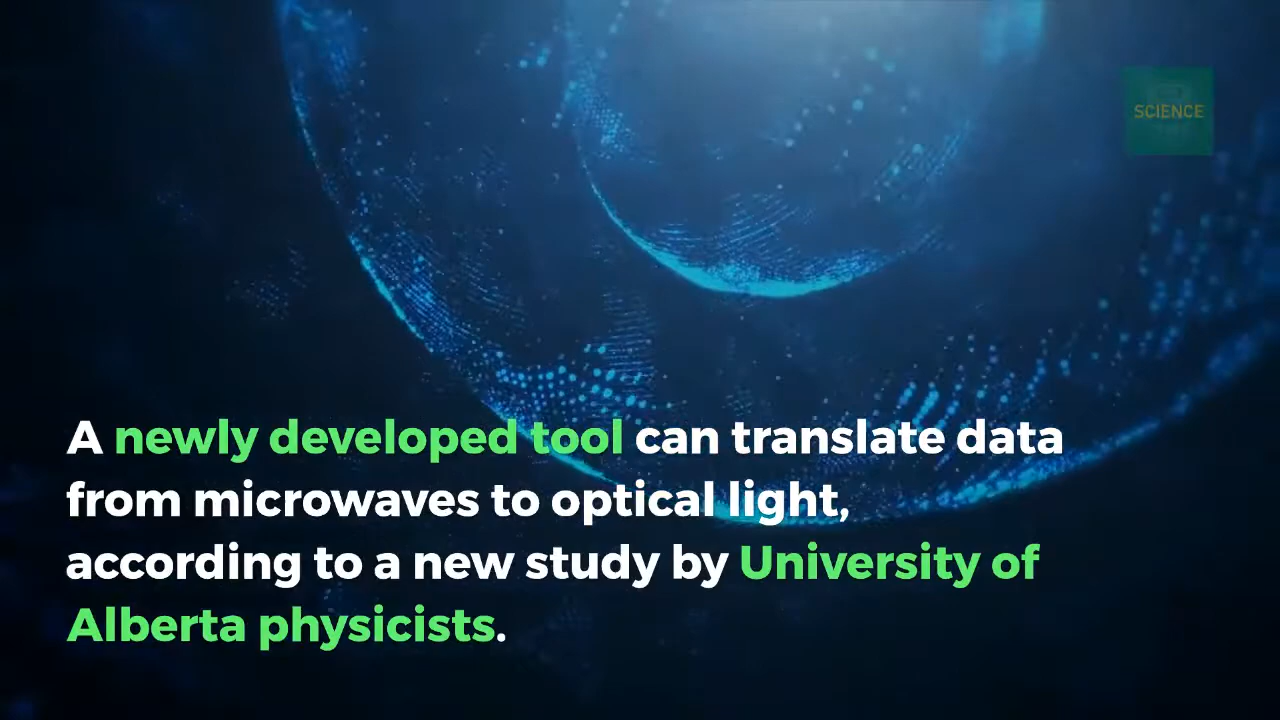 SCIENCE
A newly developed tool can translate data
from microwaves to optical light,
according to a new study by University of
Alberta physicists.